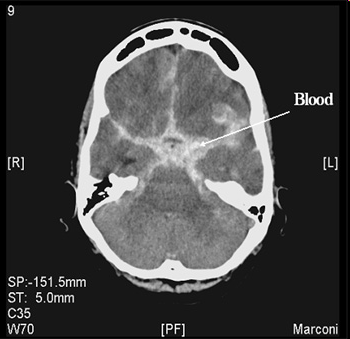 9
Blood
[R]
[L]
SP:-151.5mm
ST: 5.0mm
C35
W70
[PF]
Marconi